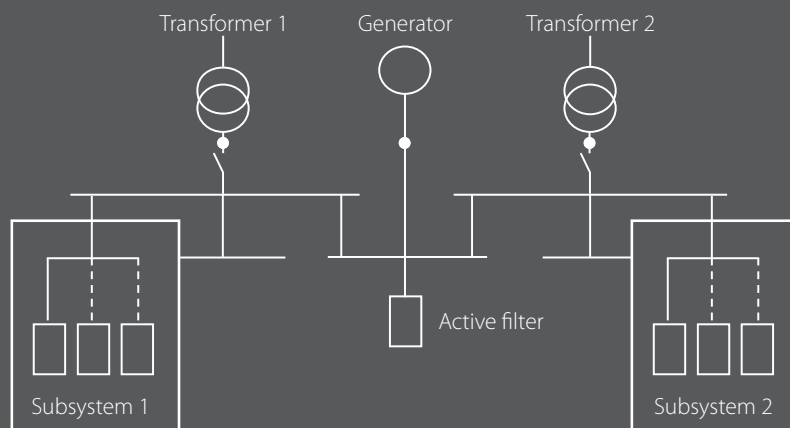 Transformer 1
Generator
Transformer 2
Active filter
Subsystem 1
Subsystem 2